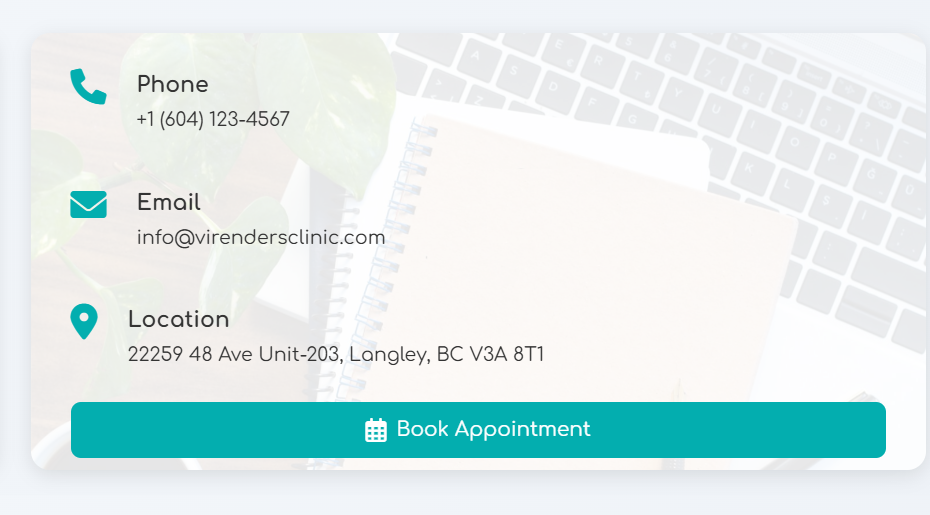 Phone
+1 (604) 123-4567
Email
info@virendersclinic.com
Location
22259 48 Ave Unit-203, Langley, BC V3A 8T1
Book Appointment